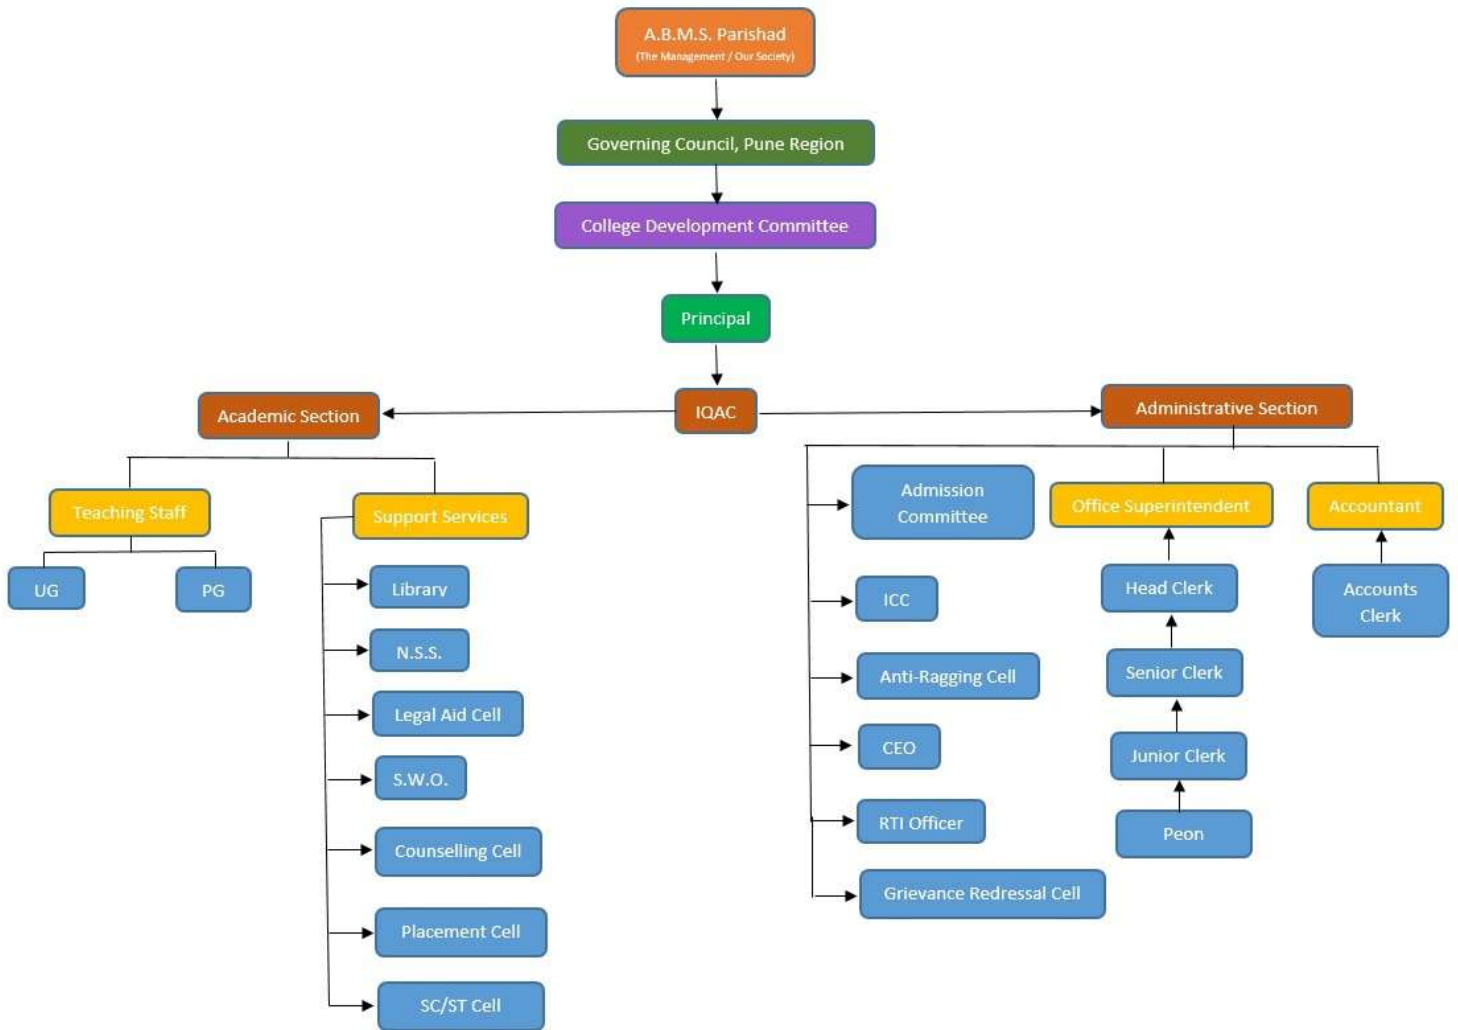 A.B.M.S. Parishad
(The Management / Our Society)
Governing Council, Pune Region
College Development Committee
Principal
IQAC
Academic Section
Administrative Section
Teaching Staff
Support Services
UG
PG
Library
N.S.S.
Legal Aid Cell
S.W.O.
Counselling Cell
Placement Cell
SC/ST Cell
Admission
Committee
ICC
Anti-Ragging Cell
CEO
RTI Officer
Grievance Redressal Cell
Office Superintendent
Head Clerk
Senior Clerk
Junior Clerk
Peon
Accountant
Accounts
Clerk